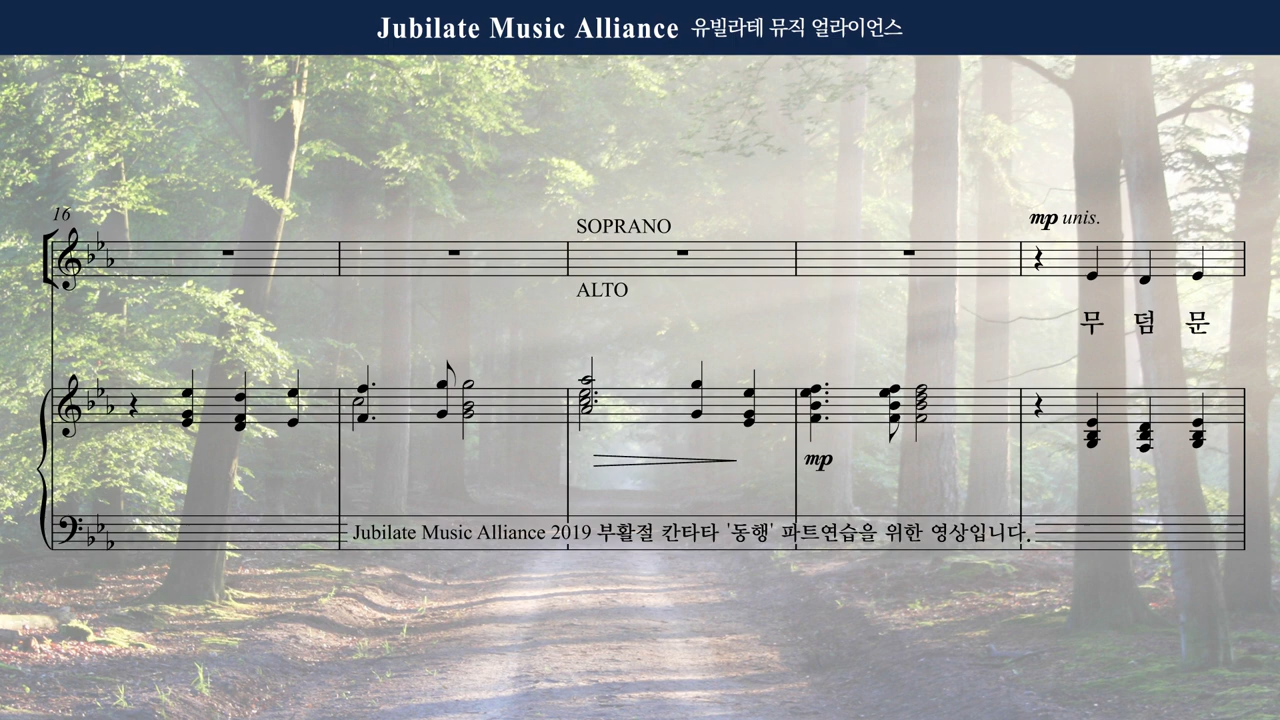 Jubilate Music Alliance 유빌라테 뮤직 얼라이언스
16
SOPRANO
mp unis.
ALTO
무 덤 문
mp
Jubilate Music Alliance 2019 부활절 칸타타 '동행' 파트연습을 위한 영상입니다.